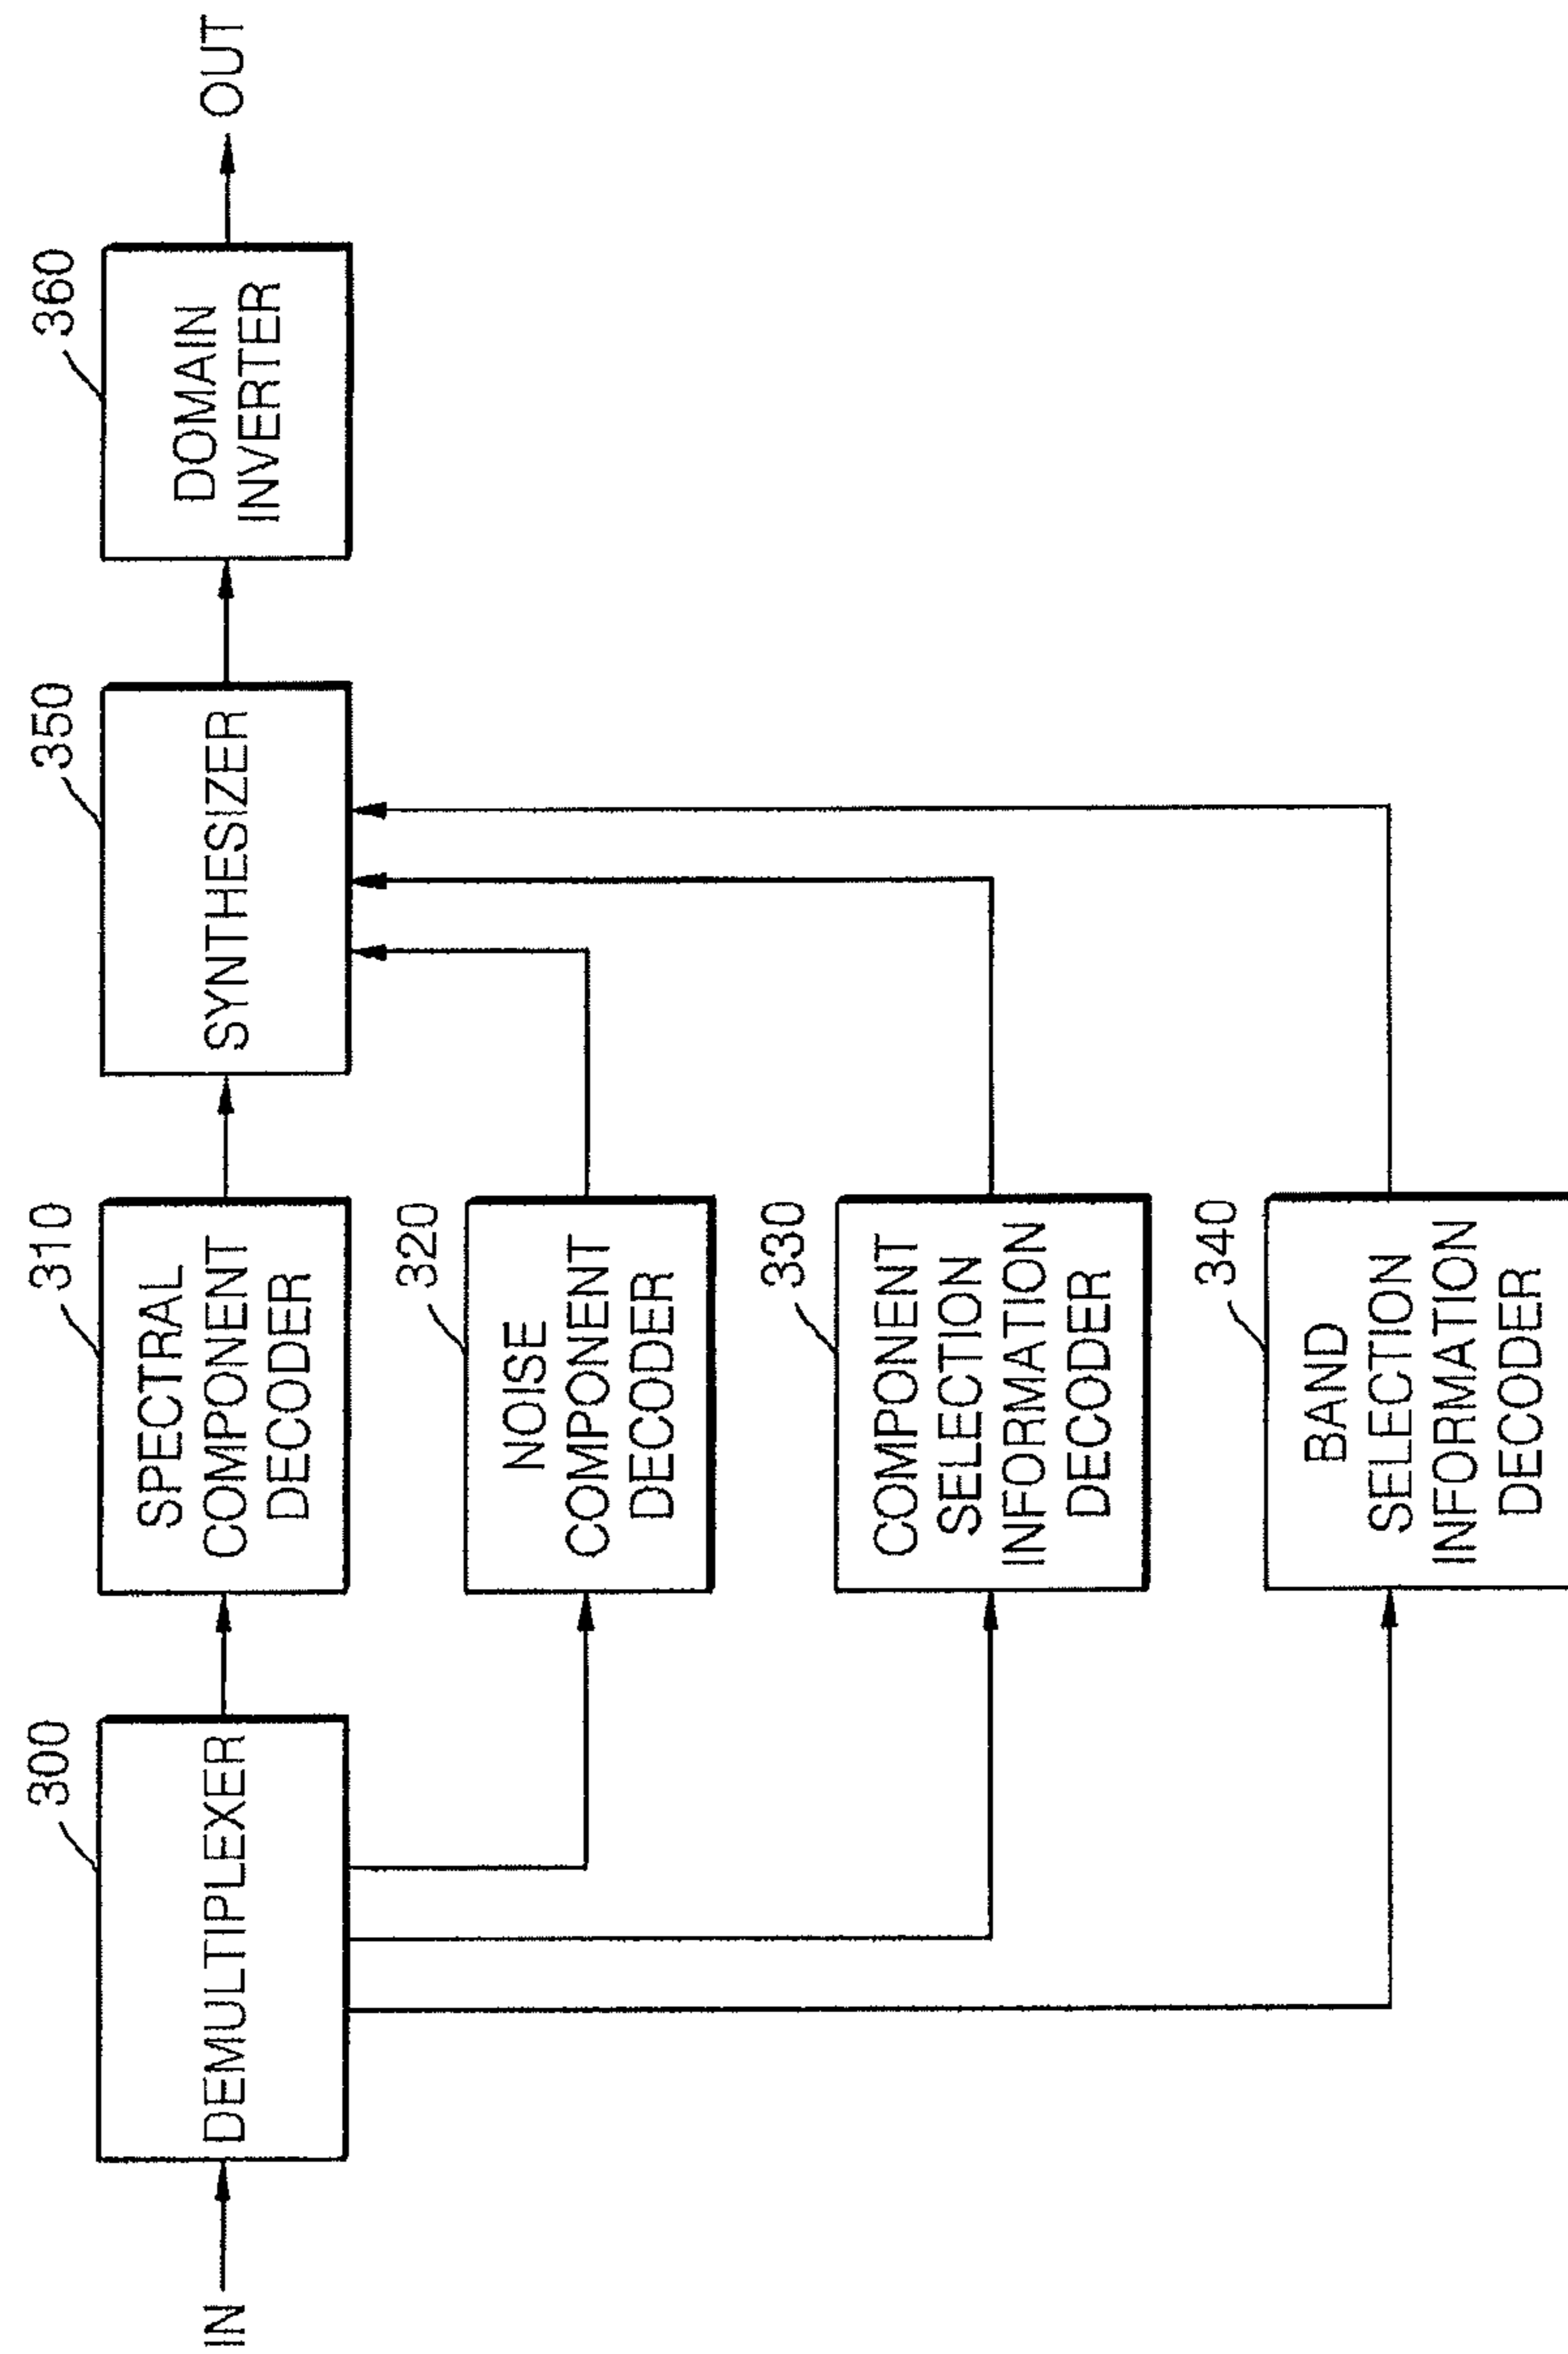 IN
300
DEMULTIPLEXER
310
SPECTRAL
COMPONENT
DECODER
320
NOISE
COMPONENT
DECODER
330
COMPONENT
SELECTION
INFORMATION
DECODER
340
BAND
SELECTION
INFORMATION
DECODER
350
SYNTHESIZER
360
DOMAIN
INVERTER
OUT